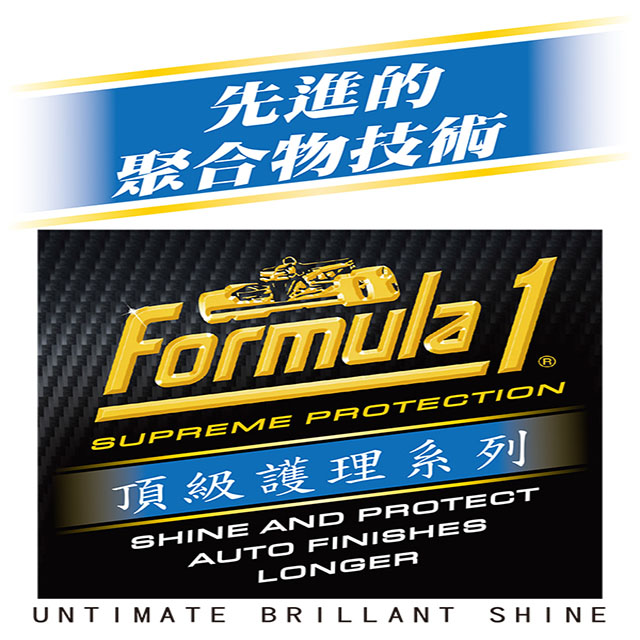 先進的
聚合物技術
Formula 1®
SUPREME PROTECTION
頂級護理系列
SHINE AND PROTECT
AUTO FINISHES
LONGER
UNTIMATE BRILLANT SHINE